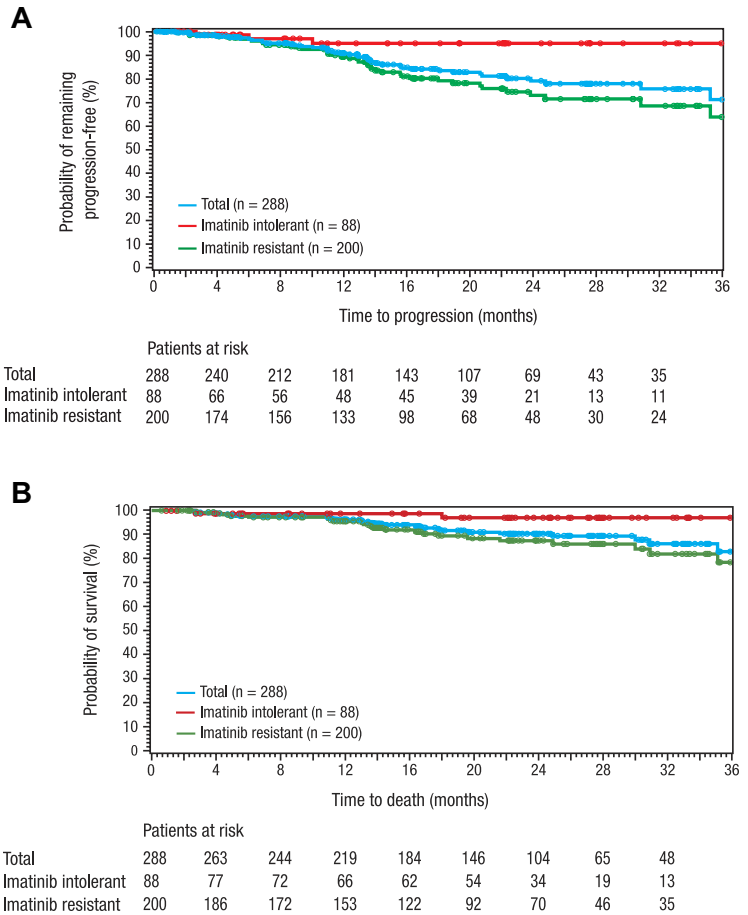 A
100
90
80
70
60
50
40
30
20
10
0
Probability of remaining
progression-free (%)
Total (n = 288)
Imatinib intolerant (n = 88)
Imatinib resistant (n = 200)
0 4 8 12 16 20 24 28 32 36
Time to progression (months)
Patients at risk
Total 288 240 212 181 143 107 69 43 35
Imatinib intolerant 88 66 56 48 45 39 21 13 11
Imatinib resistant 200 174 156 133 98 68 48 30 24
B
100
90
80
70
60
50
40
30
20
10
0
Probability of survival (%)
Total (n = 288)
Imatinib intolerant (n = 88)
Imatinib resistant (n = 200)
0 4 8 12 16 20 24 28 32 36
Time to death (months)
Patients at risk
Total 288 263 244 219 184 146 104 65 48
Imatinib intolerant 88 77 72 66 62 54 34 19 13
Imatinib resistant 200 186 172 153 122 92 70 46 35